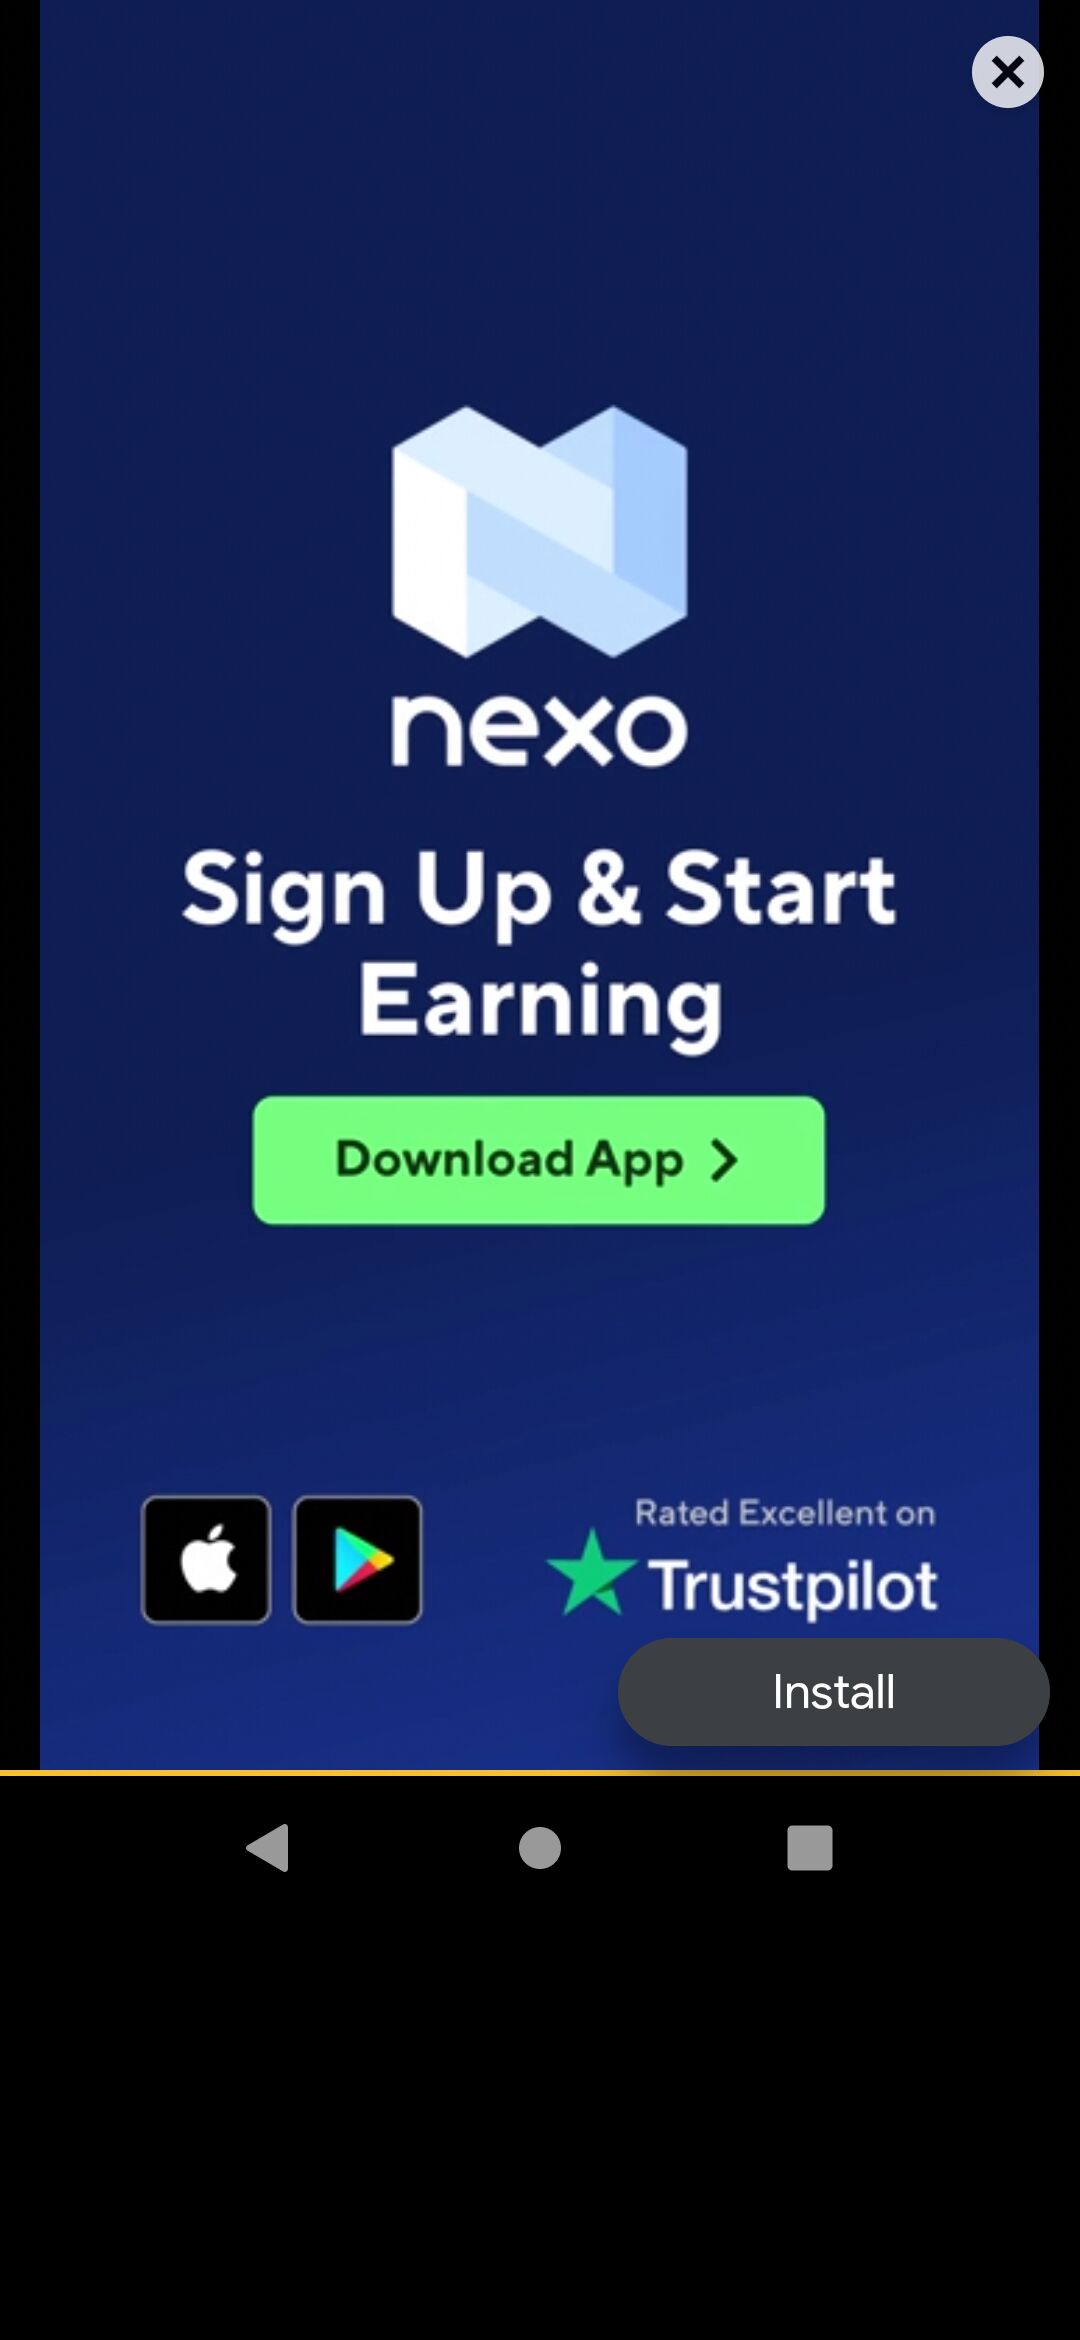 nexo
Sign Up & Start
Earning
Download App
Rated Excellent on
Trustpilot
Install